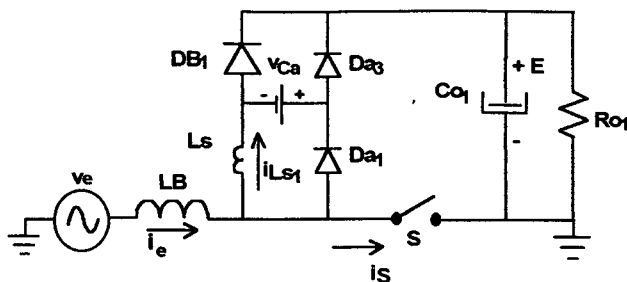 DB1
vCa
Da3
+ E
Co1
- +
Ro1
Ls
iLs1
Da1
-
ve
LB
ie
S
iS